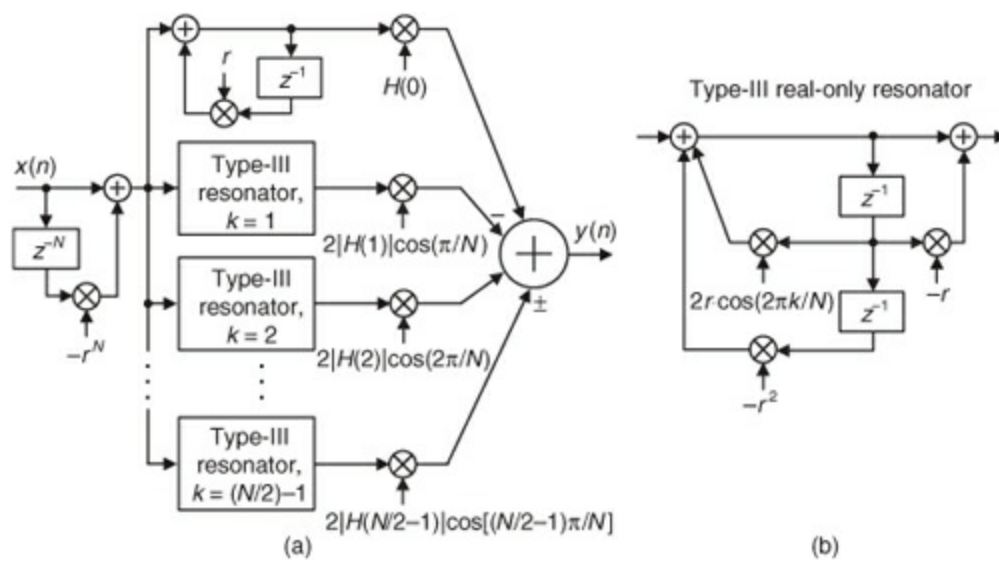 r
z⁻¹
H(0)
x(n)
z⁻ᴺ
−rᴺ
Type-III
resonator,
k = 1
2|H(1)|cos(π/N)
−
Type-III
resonator,
k = 2
2|H(2)|cos(2π/N)
±
y(n)
Type-III
resonator,
k = (N/2)−1
2|H(N/2−1)|cos[(N/2−1)π/N]
(a)
Type-III real-only resonator
z⁻¹
2r·cos(2πk/N)
−r
z⁻¹
−r²
(b)